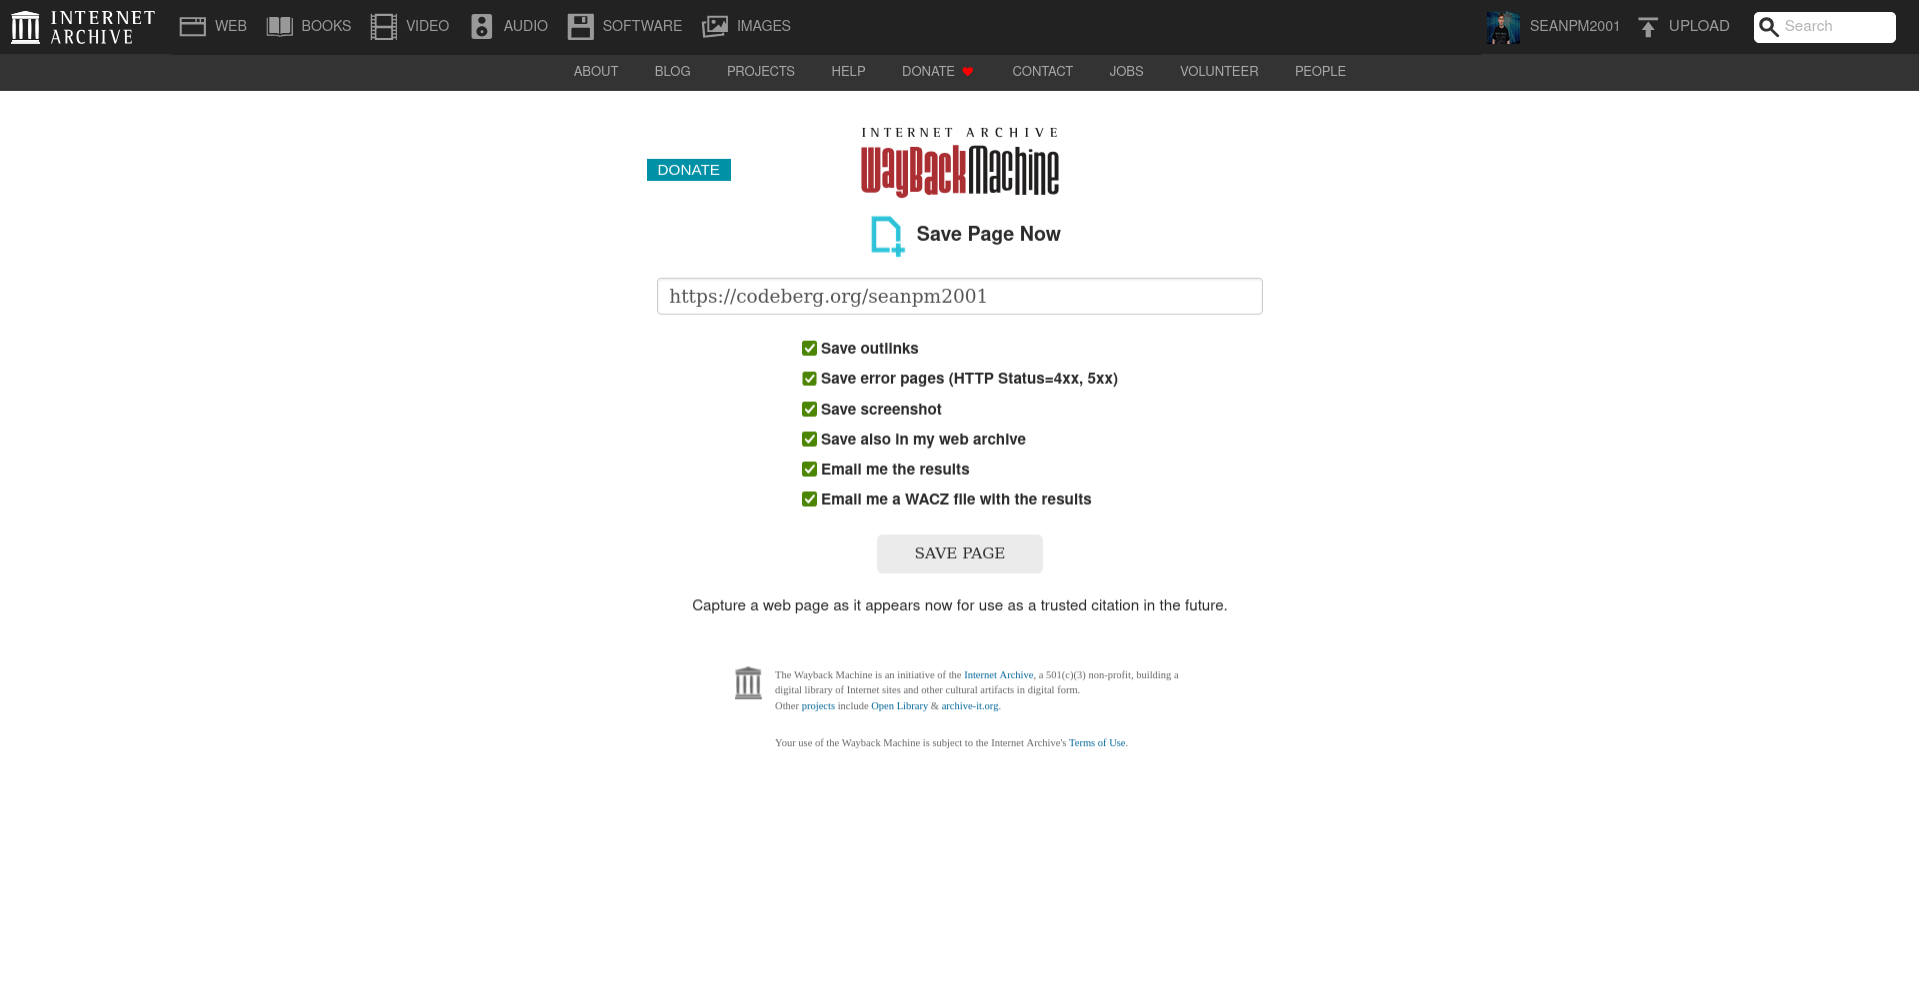 INTERNET ARCHIVE WEB BOOKS VIDEO AUDIO SOFTWARE IMAGES SEANPM2001 UPLOAD Search
ABOUT BLOG PROJECTS HELP DONATE CONTACT JOBS VOLUNTEER PEOPLE
INTERNET ARCHIVE
WayBackMachine
DONATE
Save Page Now
https://codeberg.org/seanpm2001
Save outlinks
Save error pages (HTTP Status=4xx, 5xx)
Save screenshot
Save also in my web archive
Email me the results
Email me a WACZ file with the results
SAVE PAGE
Capture a web page as it appears now for use as a trusted citation in the future.
The Wayback Machine is an initiative of the Internet Archive, a 501(c)(3) non-profit, building a
digital library of Internet sites and other cultural artifacts in digital form.
Other projects include Open Library & archive-it.org.
Your use of the Wayback Machine is subject to the Internet Archive's Terms of Use.